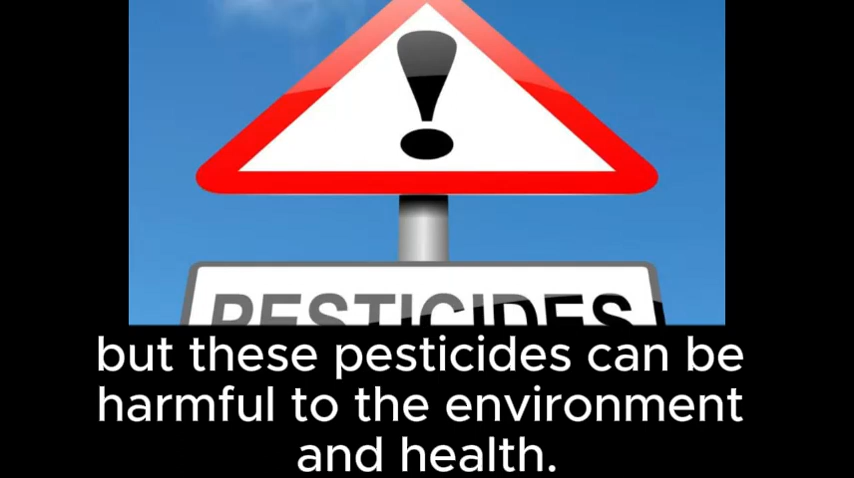 !
PESTICIDES
but these pesticides can be
harmful to the environment
and health.